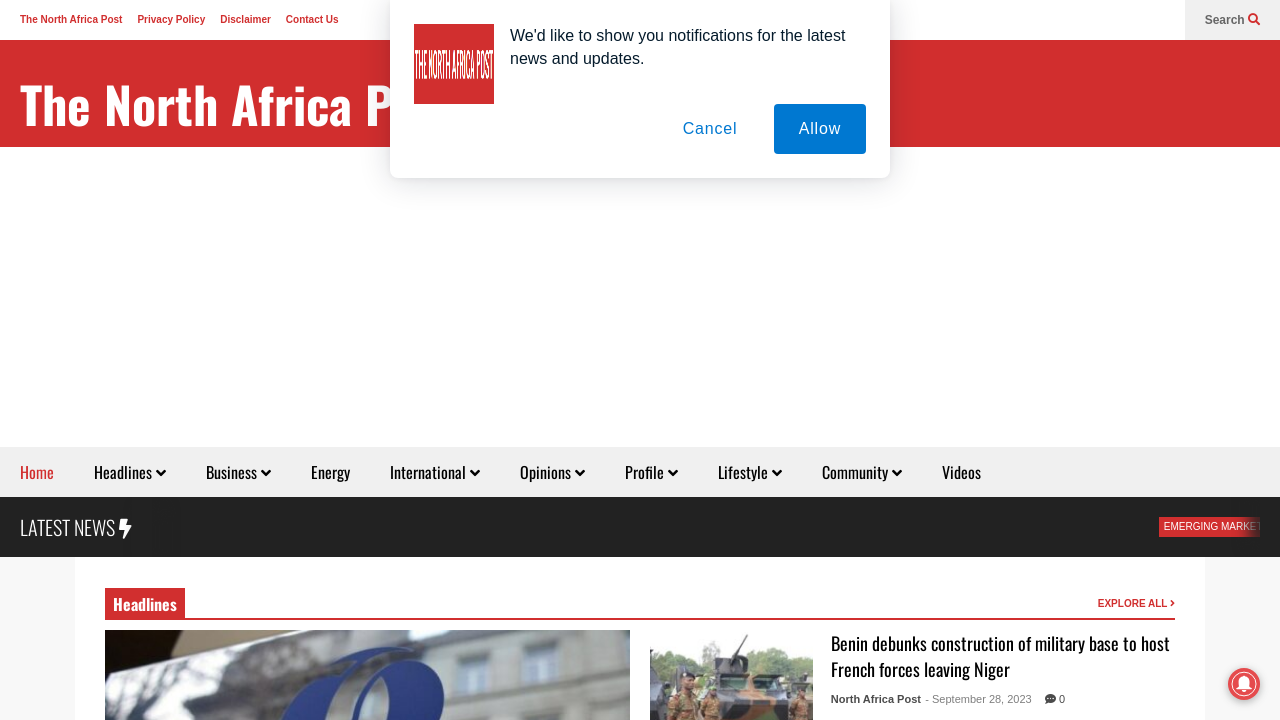 The North Africa Post
Privacy Policy
Disclaimer
Contact Us
Search
The North Africa P
THE NORTH AFRICA POST
We'd like to show you notifications for the latest
news and updates.
Cancel
Allow
Home
Headlines
Business
Energy
International
Opinions
Profile
Lifestyle
Community
Videos
LATEST NEWS
EMERGING MARKET
Headlines
EXPLORE ALL
Benin debunks construction of military base to host
French forces leaving Niger
North Africa Post - September 28, 2023 0